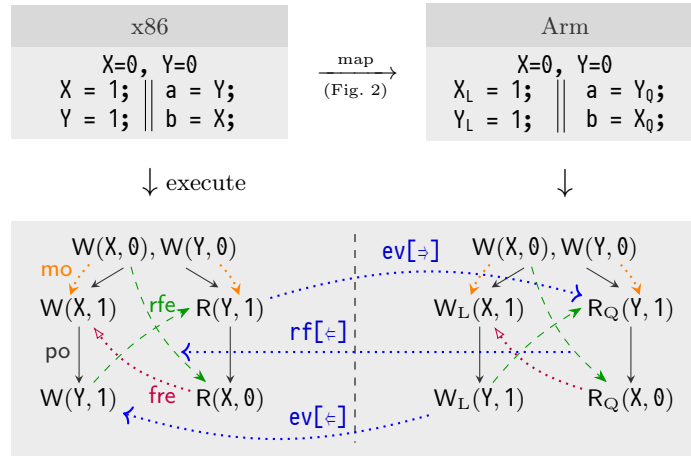 x86
map
(Fig. 2)
Arm
X=0, Y=0
X = 1; || a = Y;
Y = 1; || b = X;
X=0, Y=0
X_L = 1; || a = Y_Q;
Y_L = 1; || b = X_Q;
↓ execute
↓
W(X, 0), W(Y, 0)
ev[⇨]
W(X, 0), W(Y, 0)
mo
W(X, 1)
rfe
R(Y, 1)
W_L(X, 1)
R_Q(Y, 1)
rf[⇦]
po
W(Y, 1)
fre
R(X, 0)
W_L(Y, 1)
R_Q(X, 0)
ev[⇦]